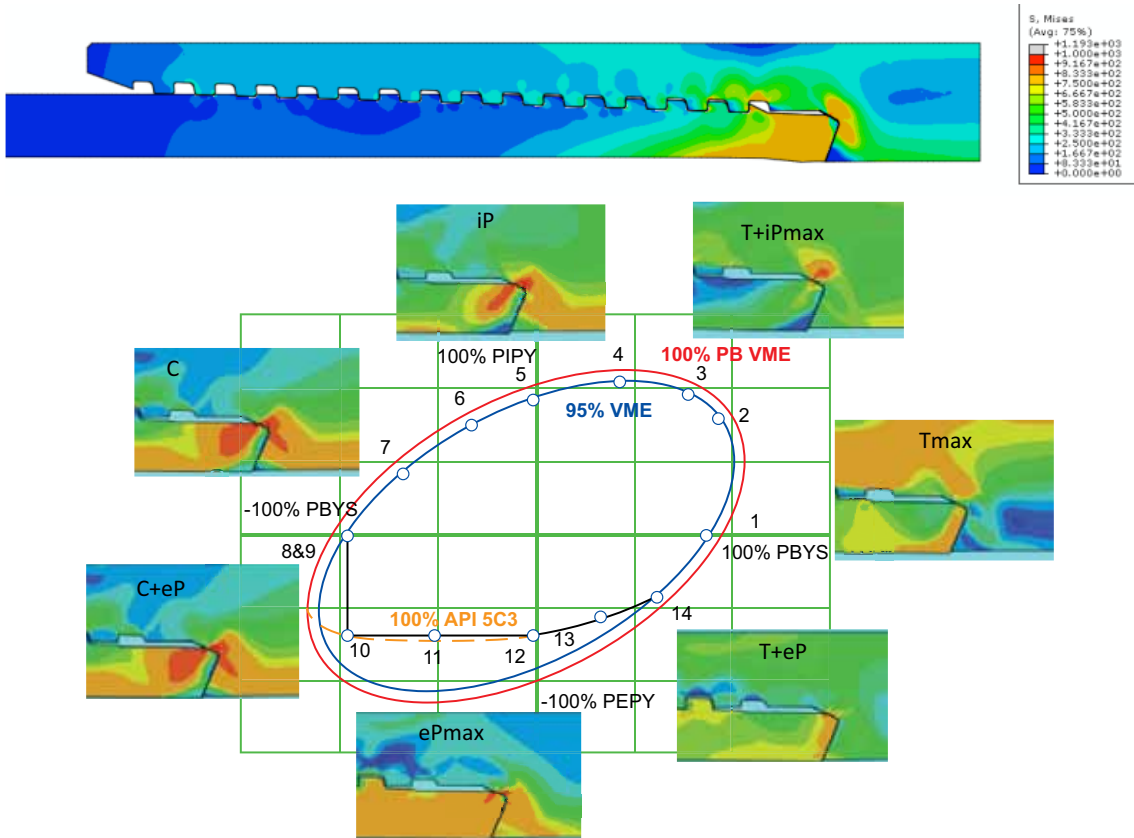 S, Mises
(Avg: 75%)
+1.193e+03
+1.000e+03
+9.167e+02
+8.333e+02
+7.500e+02
+6.667e+02
+5.833e+02
+5.000e+02
+4.167e+02
+3.333e+02
+2.500e+02
+1.667e+02
+8.333e+01
+0.000e+00
iP
T+iPmax
100% PIPY
4
100% PB VME
C
5
3
6
95% VME
2
Tmax
7
-100% PBYS
1
8&9
100% PBYS
C+eP
100% API 5C3
14
10
11
12
13
T+eP
-100% PEPY
ePmax